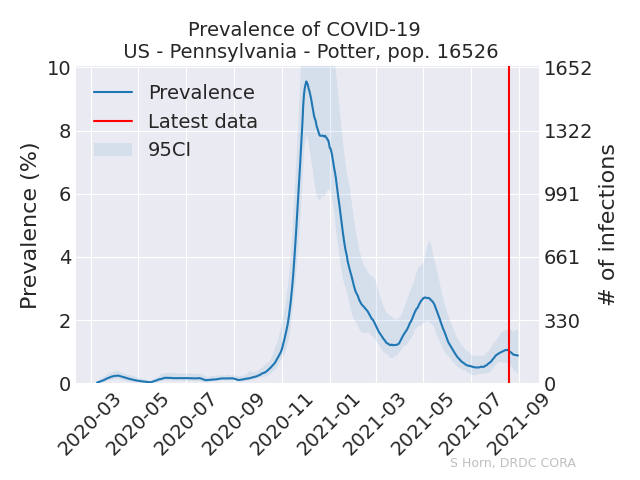 Prevalence of COVID-19
US - Pennsylvania - Potter, pop. 16526
Prevalence
Latest data
95CI
Prevalence (%)
10
8
6
4
2
0
1652
1322
991
661
330
0
# of infections
2020-03
2020-05
2020-07
2020-09
2020-11
2021-01
2021-03
2021-05
2021-07
2021-09
S Horn, DRDC CORA